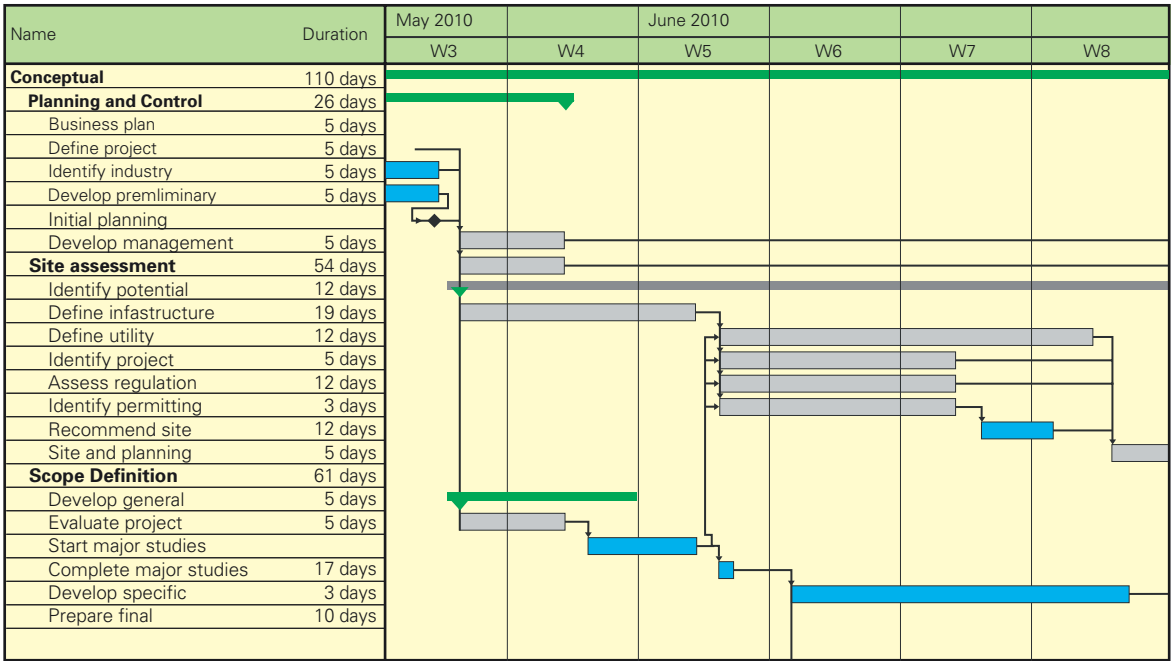 Name Duration May 2010 June 2010
W3 W4 W5 W6 W7 W8
Conceptual 110 days
Planning and Control 26 days
Business plan 5 days
Define project 5 days
Identify industry 5 days
Develop premliminary 5 days
Initial planning
Develop management 5 days
Site assessment 54 days
Identify potential 12 days
Define infastructure 19 days
Define utility 12 days
Identify project 5 days
Assess regulation 12 days
Identify permitting 3 days
Recommend site 12 days
Site and planning 5 days
Scope Definition 61 days
Develop general 5 days
Evaluate project 5 days
Start major studies
Complete major studies 17 days
Develop specific 3 days
Prepare final 10 days